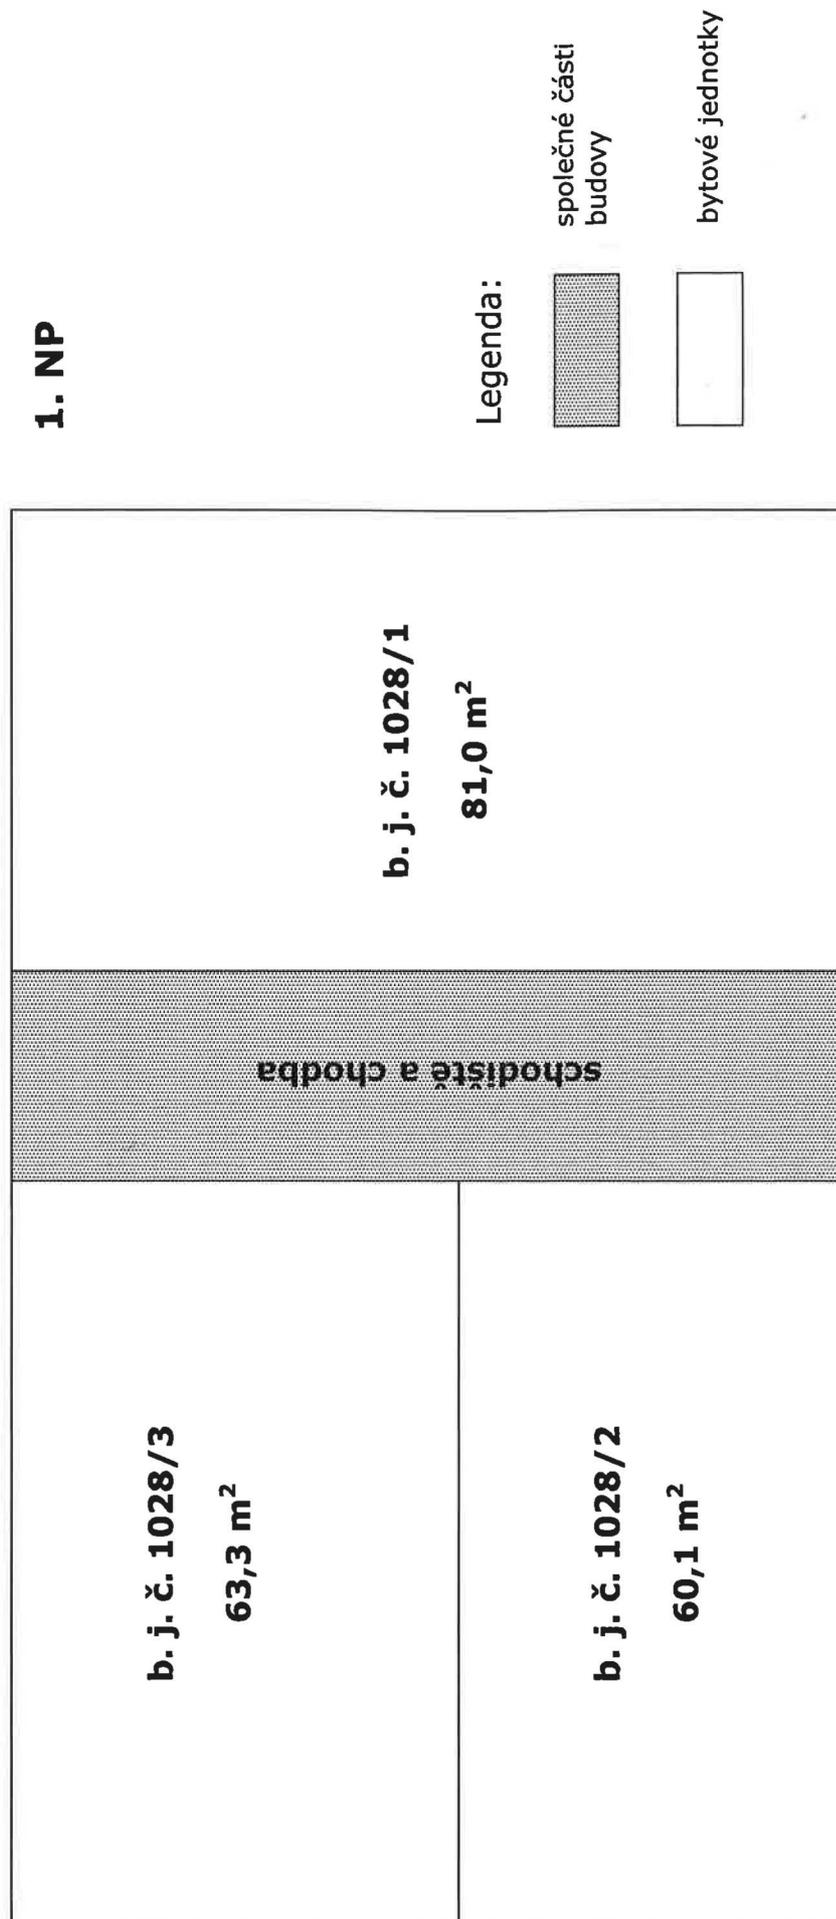 1. NP
b. j. č. 1028/3
63,3 m²
schodiště a chodba
b. j. č. 1028/1
81,0 m²
b. j. č. 1028/2
60,1 m²
Legenda:
společné části
budovy
bytové jednotky